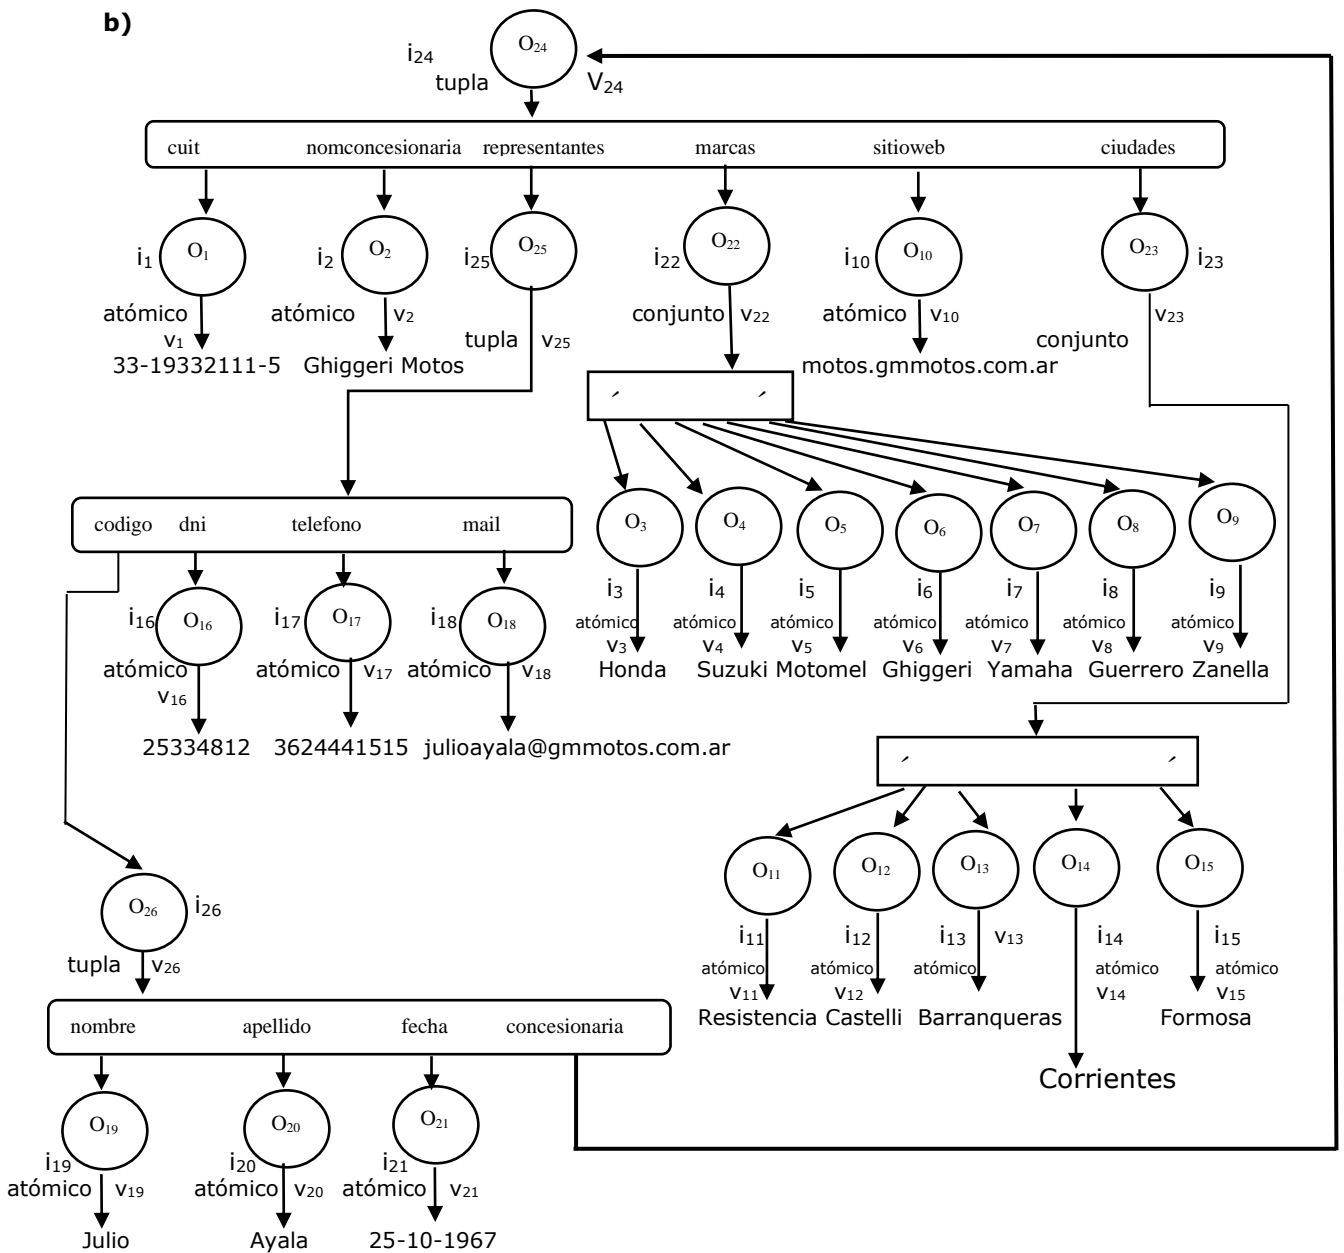 b)
i24 O24
tupla V24
cuit nomconcesionaria representantes marcas sitioweb ciudades
i1 O1 i2 O2 i25 O25 i22 O22 i10 O10 O23 i23
atómico atómico conjunto v22 atómico v10 v23
v1 v2 tupla v25 conjunto
33-19332111-5 Ghiggeri Motos motos.gmmotos.com.ar
´ ´
codigo dni telefono mail
O3 O4 O5 O6 O7 O8 O9
i3 i4 i5 i6 i7 i8 i9
atómico atómico atómico atómico atómico atómico atómico
v3 v4 v5 v6 v7 v8 v9
Honda Suzuki Motomel Ghiggeri Yamaha Guerrero Zanella
i16 O16 i17 O17 i18 O18
atómico atómico v17 atómico v18
v16
25334812 3624441515 julioayala@gmmotos.com.ar
´ ´
O11 O12 O13 O14 O15
i11 i12 i13 v13 i14 i15
atómico atómico atómico atómico atómico
v11 v12 v14 v15
Resistencia Castelli Barranqueras Formosa
Corrientes
O26 i26
tupla v26
nombre apellido fecha concesionaria
O19 O20 O21
i19 i20 i21
atómico v19 atómico v20 atómico v21
Julio Ayala 25-10-1967